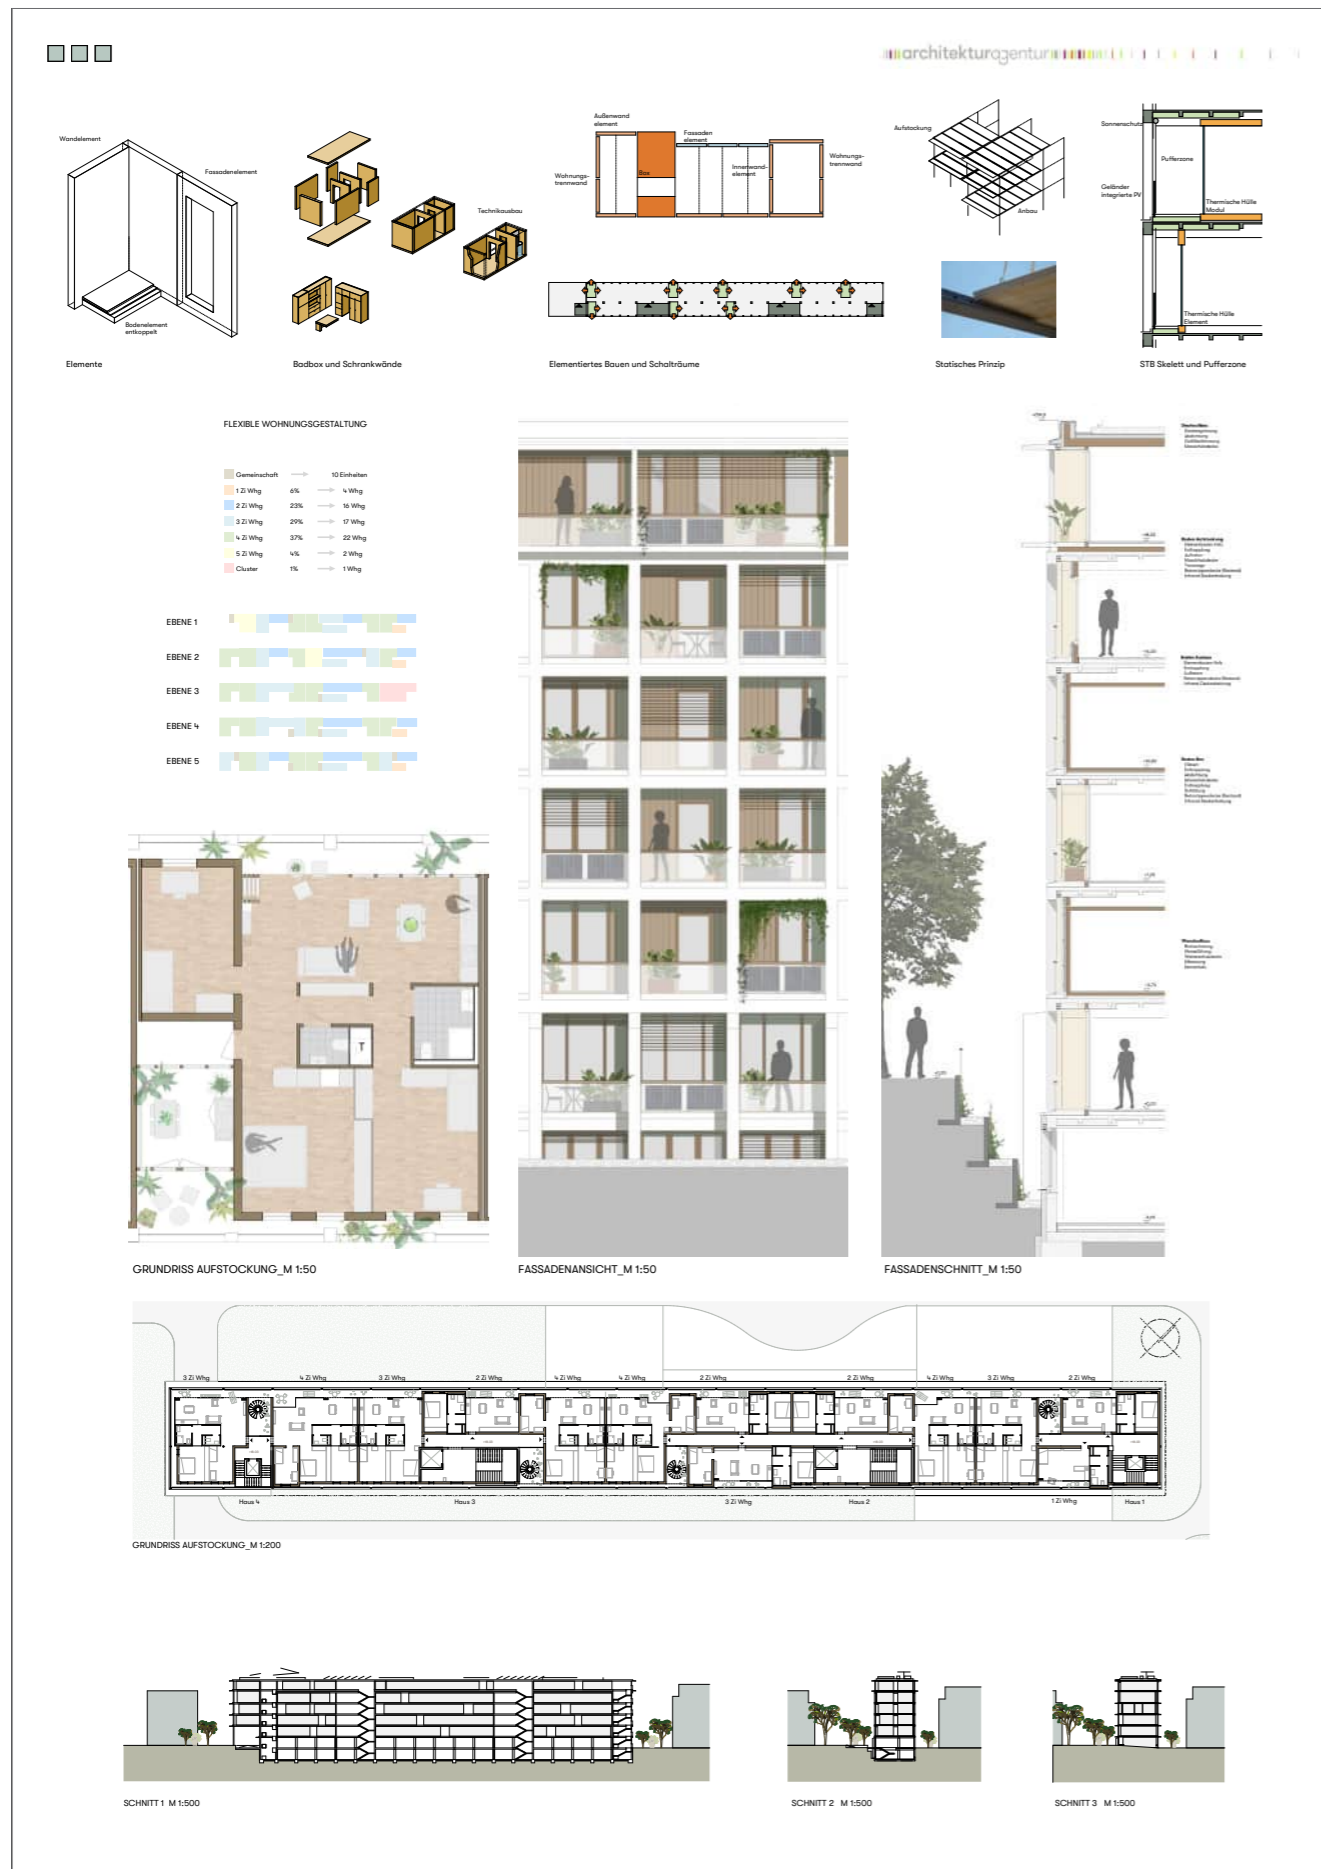 architekturagentur
Wandelement
Fassadenelement
Bodenelement
entkoppelt
Elemente
Technikausbau
Badbox und Schrankwände
Außenwand
element
Fassaden
element
Wohnungs-
trennwand
Box
Innenwand-
element
Wohnungs-
trennwand
Elementiertes Bauen und Schalträume
Aufstockung
Anbau
Statisches Prinzip
Sonnenschutz
Pufferzone
Geländer
integrierte PV
Thermische Hülle
Modul
Thermische Hülle
Element
STB Skelett und Pufferzone
FLEXIBLE WOHNUNGSGESTALTUNG
Gemeinschaft 10 Einheiten
1 Zi Whg 6% 4 Whg
2 Zi Whg 23% 16 Whg
3 Zi Whg 29% 17 Whg
4 Zi Whg 37% 22 Whg
5 Zi Whg 4% 2 Whg
Cluster 1% 1 Whg
EBENE 1
EBENE 2
EBENE 3
EBENE 4
EBENE 5
T
GRUNDRISS AUFSTOCKUNG_M 1:50
FASSADENANSICHT_M 1:50
FASSADENSCHNITT_M 1:50
3 Zi Whg 4 Zi Whg 3 Zi Whg 2 Zi Whg 4 Zi Whg 4 Zi Whg 2 Zi Whg 2 Zi Whg 4 Zi Whg 3 Zi Whg 2 Zi Whg
Haus 4 Haus 3 3 Zi Whg Haus 2 1 Zi Whg Haus 1
GRUNDRISS AUFSTOCKUNG_M 1:200
SCHNITT 1 M 1:500
SCHNITT 2 M 1:500
SCHNITT 3 M 1:500